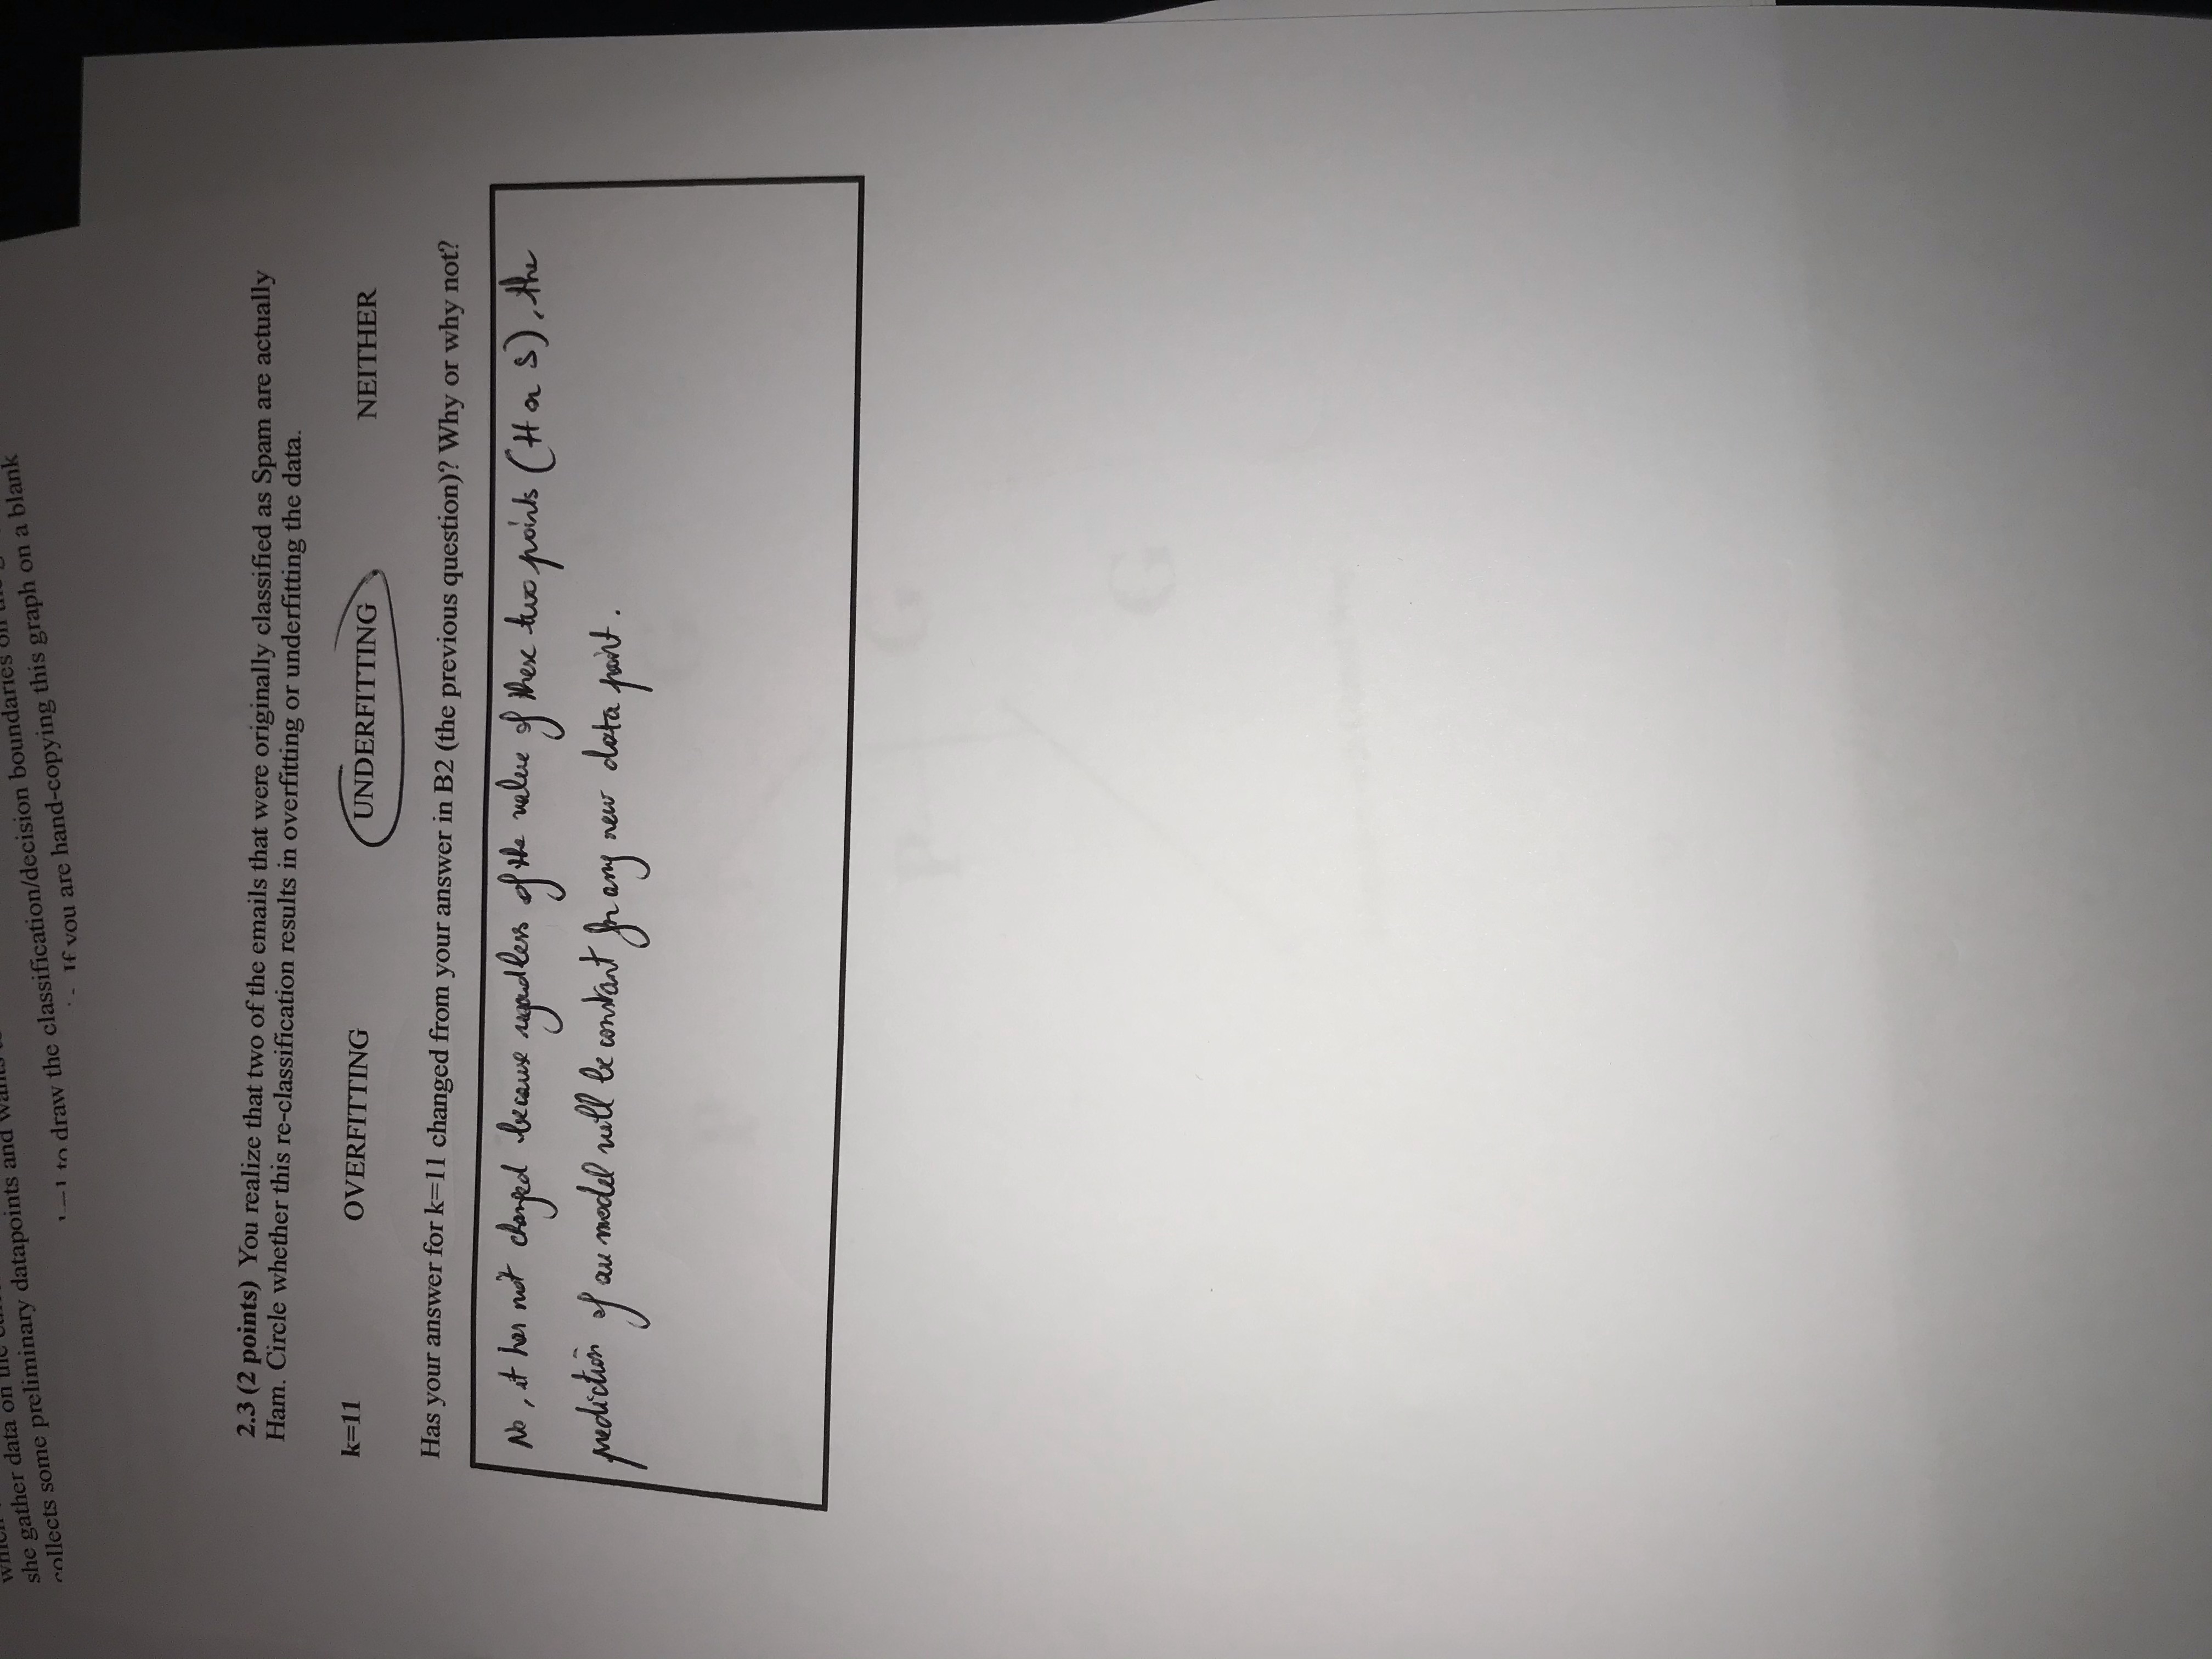 she gather data on the
collects some preliminary datapoints and wants
to draw the classification/decision boundaries on
If you are hand-copying this graph on a blank
2.3 (2 points) You realize that two of the emails that were originally classified as Spam are actually
Ham. Circle whether this re-classification results in overfitting or underfitting the data.
k=11 OVERFITTING UNDERFITTING NEITHER
Has your answer for k=11 changed from your answer in B2 (the previous question)? Why or why not?
No, it has not changed because regardless of the value of these two points (H or S), the
prediction of our model will be constant for any new data point.
P G
P G
G